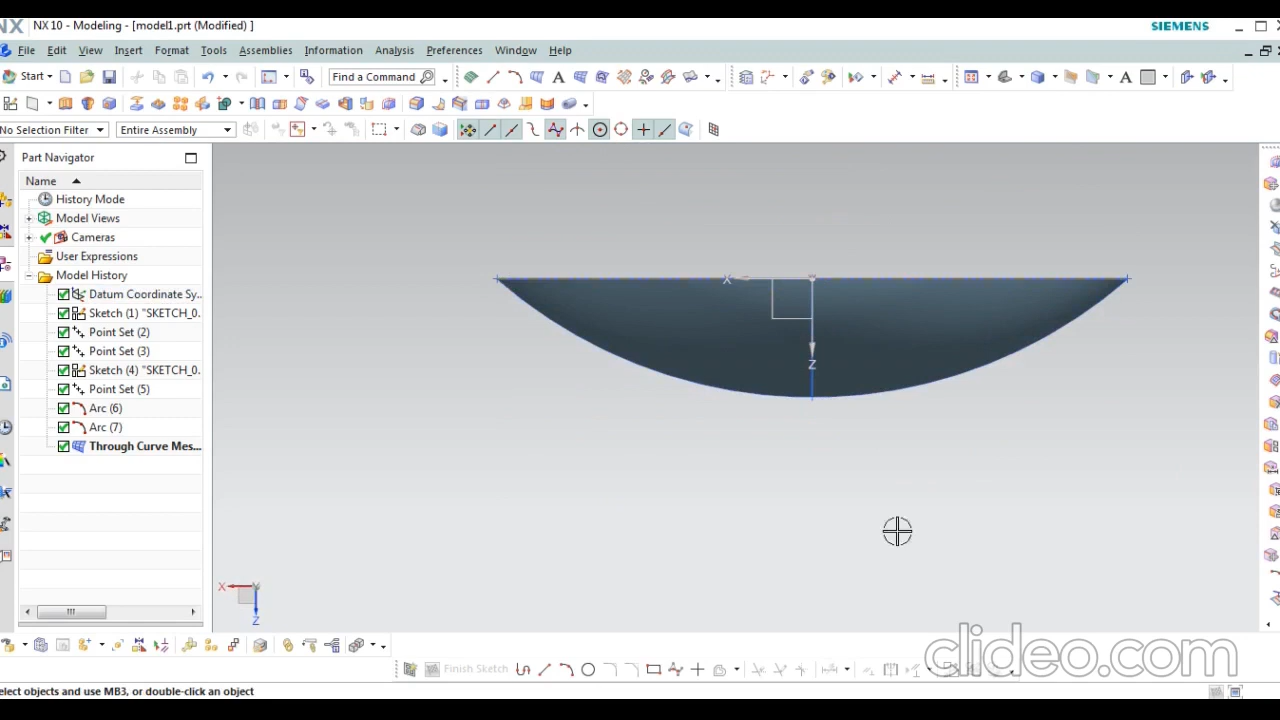 NX NX 10 - Modeling - [model1.prt (Modified) ] SIEMENS
File Edit View Insert Format Tools Assemblies Information Analysis Preferences Window Help
Start Find a Command A A
No Selection Filter Entire Assembly
Part Navigator
Name
History Mode
Model Views
Cameras
User Expressions
Model History
Datum Coordinate Sy..
Sketch (1) "SKETCH_0.
Point Set (2)
Point Set (3)
Sketch (4) "SKETCH_0.
Point Set (5)
Arc (6)
Arc (7)
Through Curve Mes...
X
Z
X
Z
Finish Sketch
clideo.com
elect objects and use MB3, or double-click an object